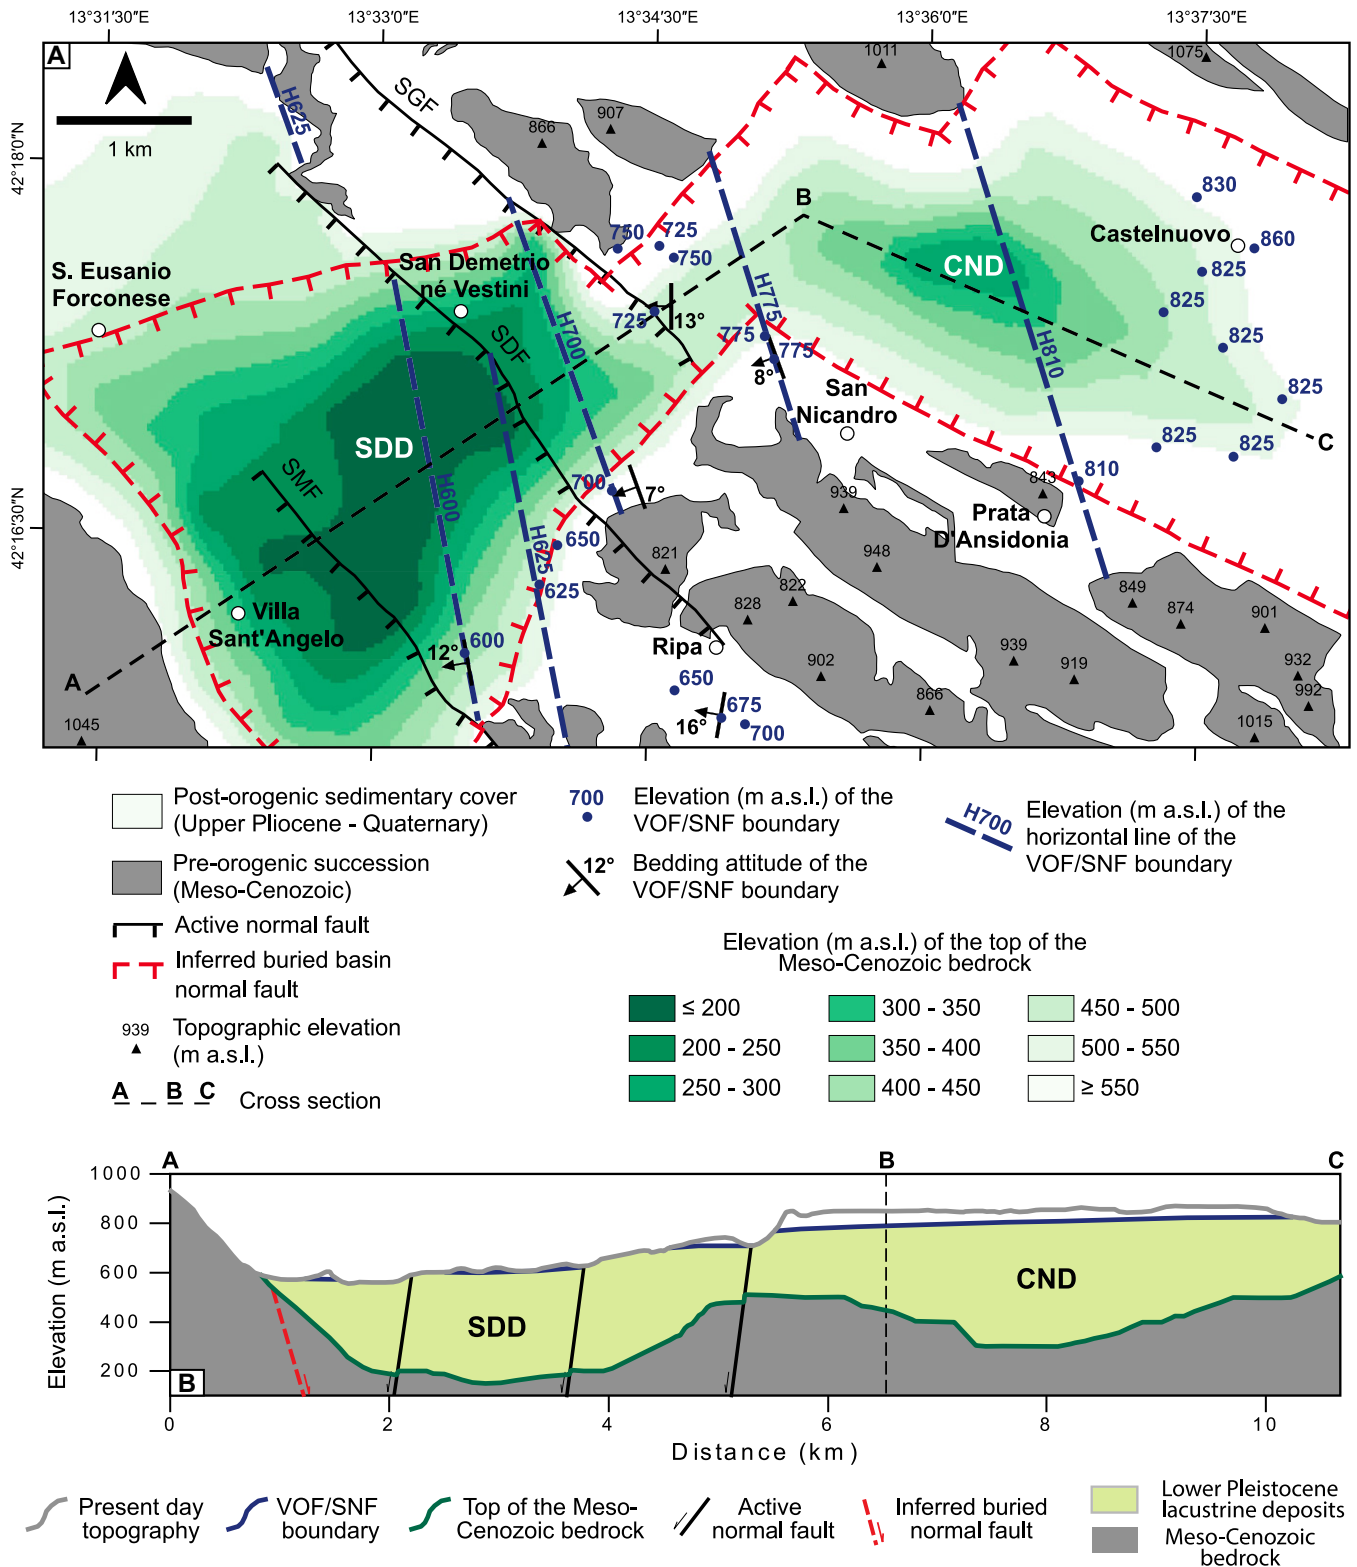 13°31′30″E 13°33′0″E 13°34′30″E 13°36′0″E 13°37′30″E
A
1011
1075
SGF
H625
907
866
1 km
42°18′0″N
B
830
750 725
750
Castelnuovo
860
S. Eusanio
Forconese
San Demetrio
né Vestini
CND
825
H775
725
13°
825
H700
SDF
775
775
825
8°
H810
San
Nicandro
825
SDD
C
825
825
SMF
H600
700
7°
810
843
939
42°16′30″N
Prata
D'Ansidonia
H625
650
821
948
625
822
849
874
901
Villa
Sant'Angelo
828
12°
600
Ripa
939
919
932
902
A
650
866
992
675
16°
700
1015
1045
Post-orogenic sedimentary cover
(Upper Pliocene - Quaternary)
Pre-orogenic succession
(Meso-Cenozoic)
Active normal fault
Inferred buried basin
normal fault
939 Topographic elevation
(m a.s.l.)
A B C Cross section
700 Elevation (m a.s.l.) of the
VOF/SNF boundary
12° Bedding attitude of the
VOF/SNF boundary
H700 Elevation (m a.s.l.) of the
horizontal line of the
VOF/SNF boundary
Elevation (m a.s.l.) of the top of the
Meso-Cenozoic bedrock
≤ 200 300 - 350 450 - 500
200 - 250 350 - 400 500 - 550
250 - 300 400 - 450 ≥ 550
A B C
1000
800
600
400
200
Elevation (m a.s.l.)
SDD
CND
B
0 2 4 6 8 10
Distance (km)
Present day
topography
VOF/SNF
boundary
Top of the Meso-
Cenozoic bedrock
Active
normal fault
Inferred buried
normal fault
Lower Pleistocene
lacustrine deposits
Meso-Cenozoic
bedrock